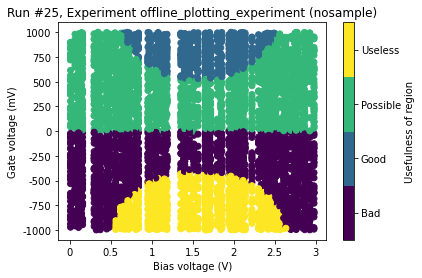 Run #25, Experiment offline_plotting_experiment (nosample)
1000
750
500
250
0
-250
-500
-750
-1000
Gate voltage (mV)
0
0.5
1
1.5
2
2.5
3
Bias voltage (V)
Useless
Possible
Good
Bad
Usefulness of region